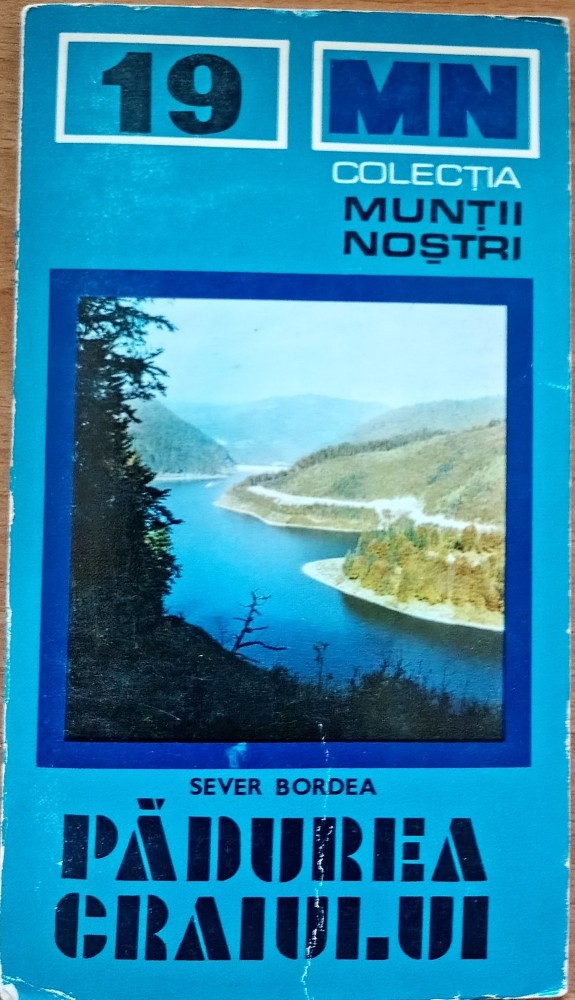 19
MN
COLECȚIA
MUNȚII
NOȘTRI
SEVER BORDEA
PĂDUREA
CRAIULUI